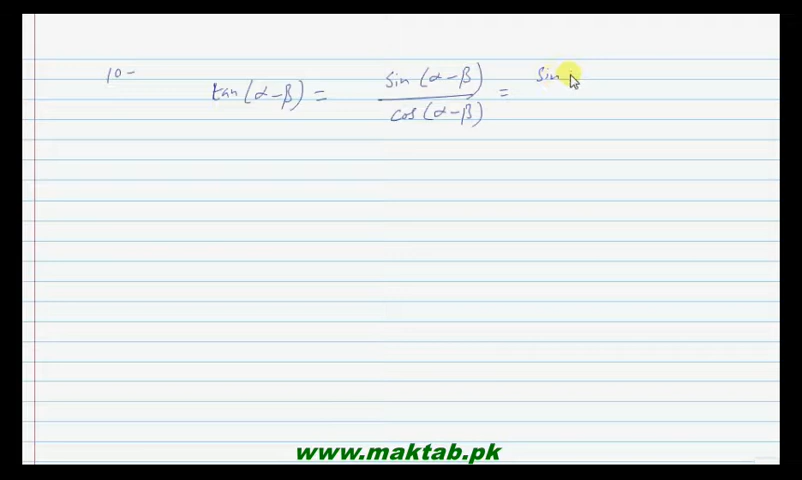 10-
tan(α-β) = sin(α-β)/cos(α-β) = sin
www.maktab.pk